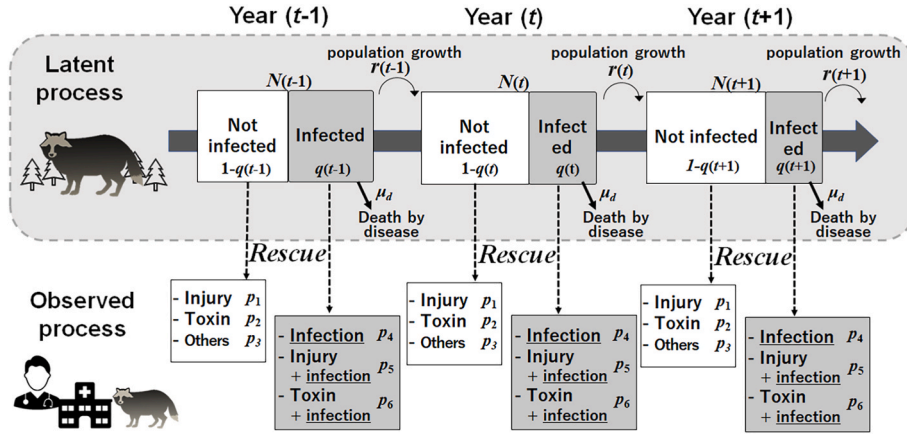 Year (t-1) Year (t) Year (t+1)
Latent process
population growth population growth population growth
r(t-1) r(t) r(t+1)
N(t-1) N(t) N(t+1)
Not infected
1-q(t-1)
Infected
q(t-1)
Not infected
1-q(t)
Infect
ed
q(t)
Not infected
1-q(t+1)
Infect
ed
q(t+1)
μd μd μd
Death by disease
Death by disease
Death by disease
Rescue Rescue Rescue
Observed process
- Injury p1
- Toxin p2
- Others p3
- Infection p4
- Injury
+ infection p5
- Toxin
+ infection p6
- Injury p1
- Toxin p2
- Others p3
- Infection p4
- Injury
+ infection p5
- Toxin
+ infection p6
- Injury p1
- Toxin p2
- Others p3
- Infection p4
- Injury
+ infection p5
- Toxin
+ infection p6